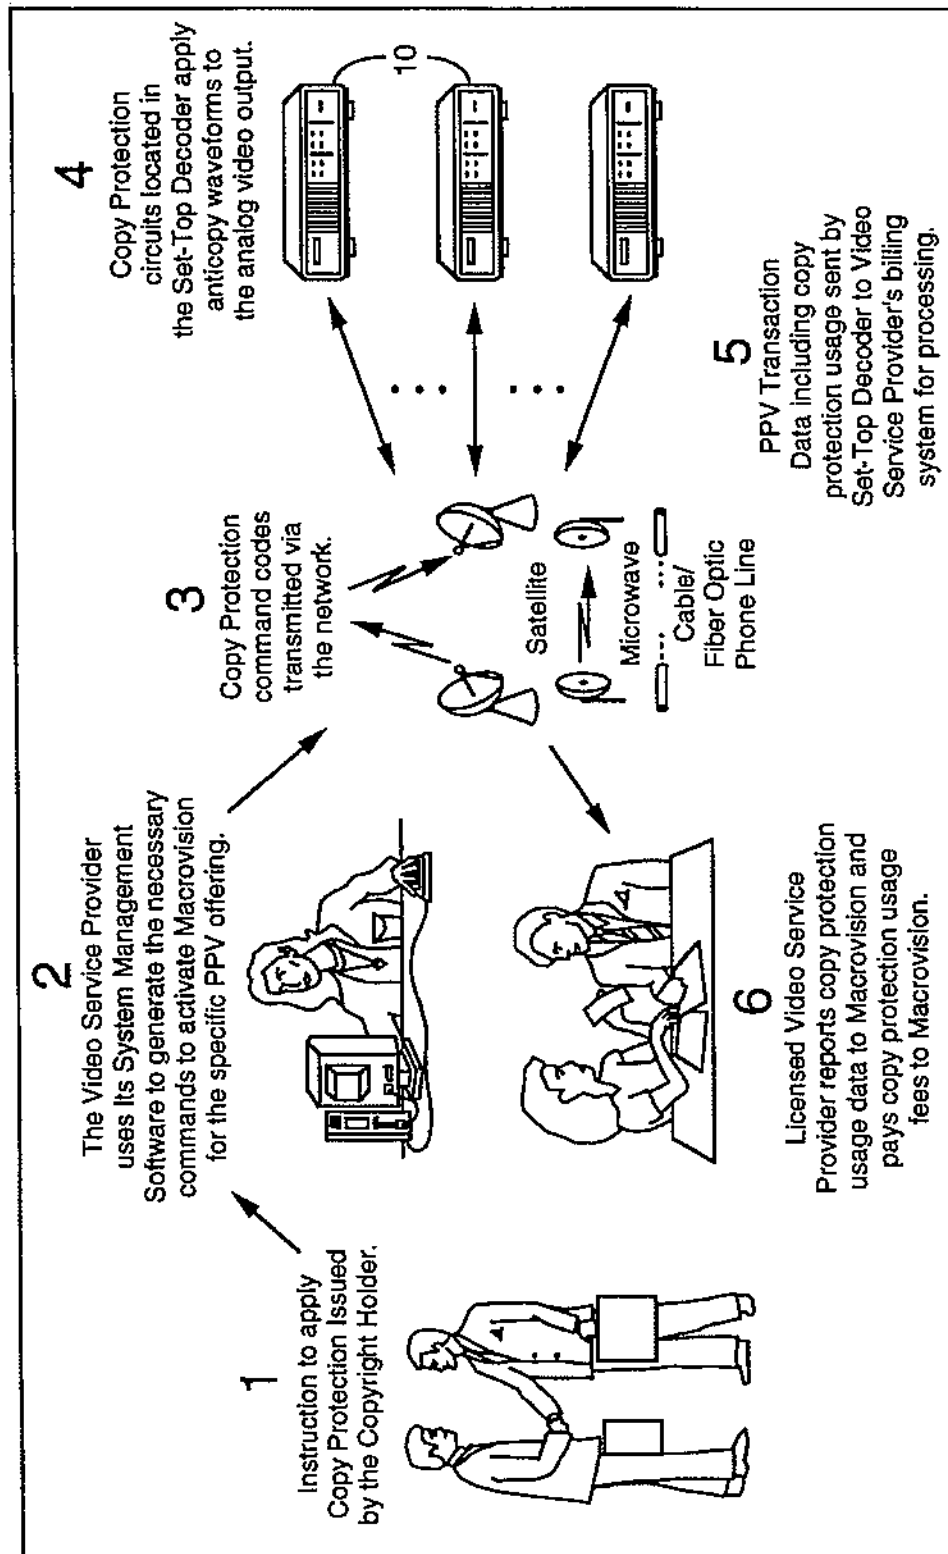 1
Instruction to apply
Copy Protection Issued
by the Copyright Holder.
2
The Video Service Provider
uses Its System Management
Software to generate the necessary
commands to activate Macrovision
for the specific PPV offering.
3
Copy Protection
command codes
transmitted via
the network.
Satellite
Microwave
Cable/
Fiber Optic
Phone Line
4
Copy Protection
circuits located in
the Set-Top Decoder apply
anticopy waveforms to
the analog video output.
10
5
PPV Transaction
Data including copy
protection usage sent by
Set-Top Decoder to Video
Service Provider's billing
system for processing.
6
Licensed Video Service
Provider reports copy protection
usage data to Macrovision and
pays copy protection usage
fees to Macrovision.